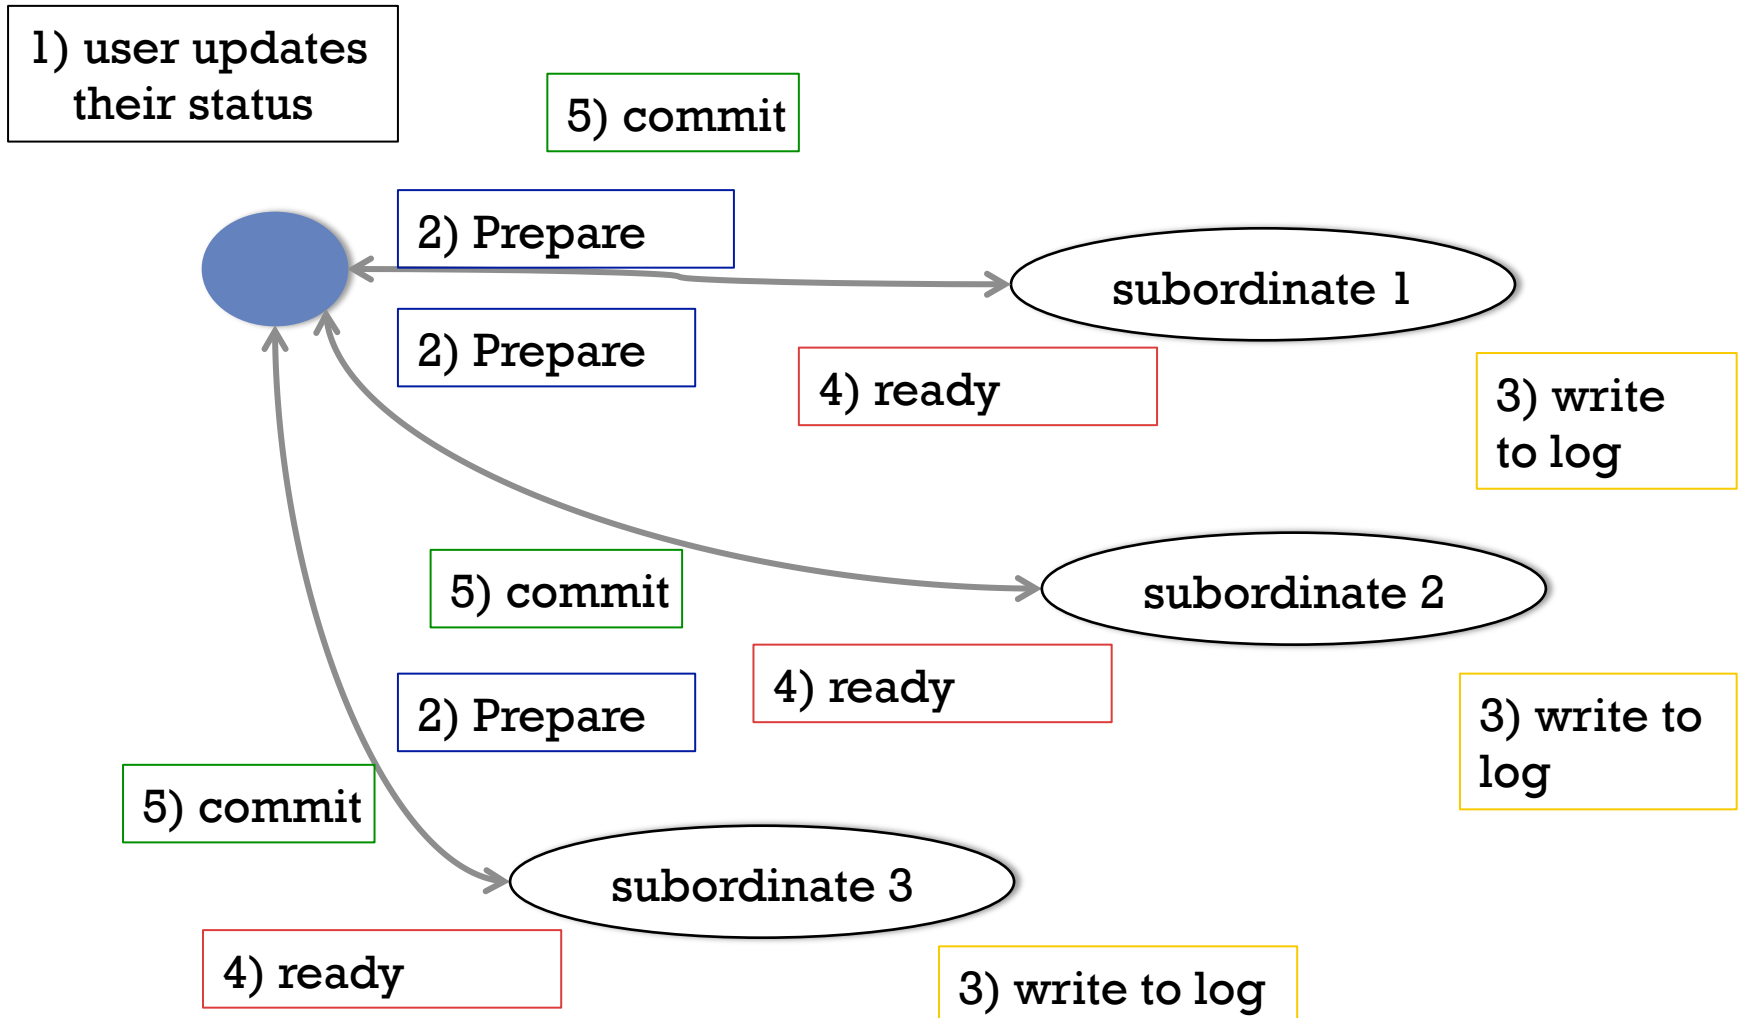 1) user updates
their status
5) commit
2) Prepare
subordinate 1
2) Prepare
4) ready
3) write
to log
5) commit
subordinate 2
4) ready
2) Prepare
3) write to
log
5) commit
subordinate 3
4) ready
3) write to log